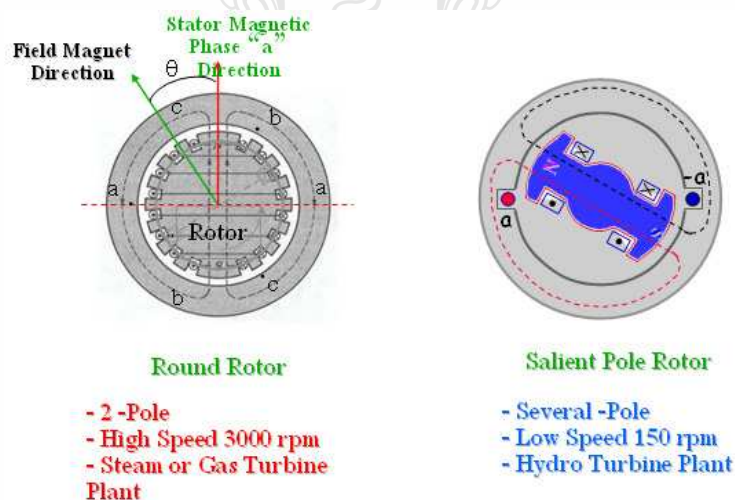 Stator Magnetic
Phase “a”
Direction
Field Magnet
Direction
θ
c
b
a
a
Rotor
b
c
N
S
a
-a
Round Rotor
- 2 -Pole
- High Speed 3000 rpm
- Steam or Gas Turbine
Plant
Salient Pole Rotor
- Several -Pole
- Low Speed 150 rpm
- Hydro Turbine Plant